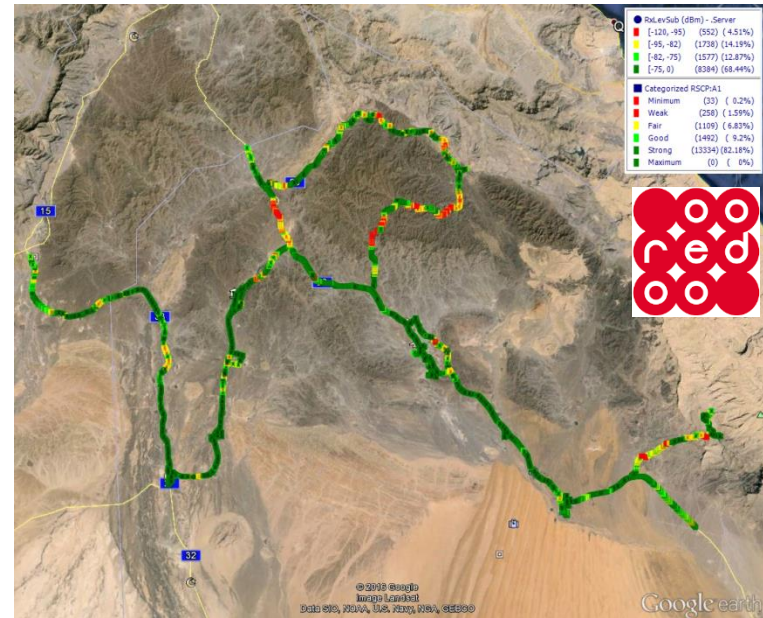 RxLevSub (dBm) - .Server
[-120, -95) (552) ( 4.51%)
[-95, -82) (1738) (14.19%)
[-82, -75) (1577) (12.87%)
[-75, 0) (8384) (68.44%)
Categorized RSCP:A1
Minimum (33) ( 0.2%)
Weak (258) ( 1.59%)
Fair (1109) ( 6.83%)
Good (1492) ( 9.2%)
Strong (13334) (82.18%)
Maximum (0) ( 0%)
ooredoo
15
32
© 2016 Google
Image Landsat
Data SIO, NOAA, U.S. Navy, NGA, GEBCO
Google earth